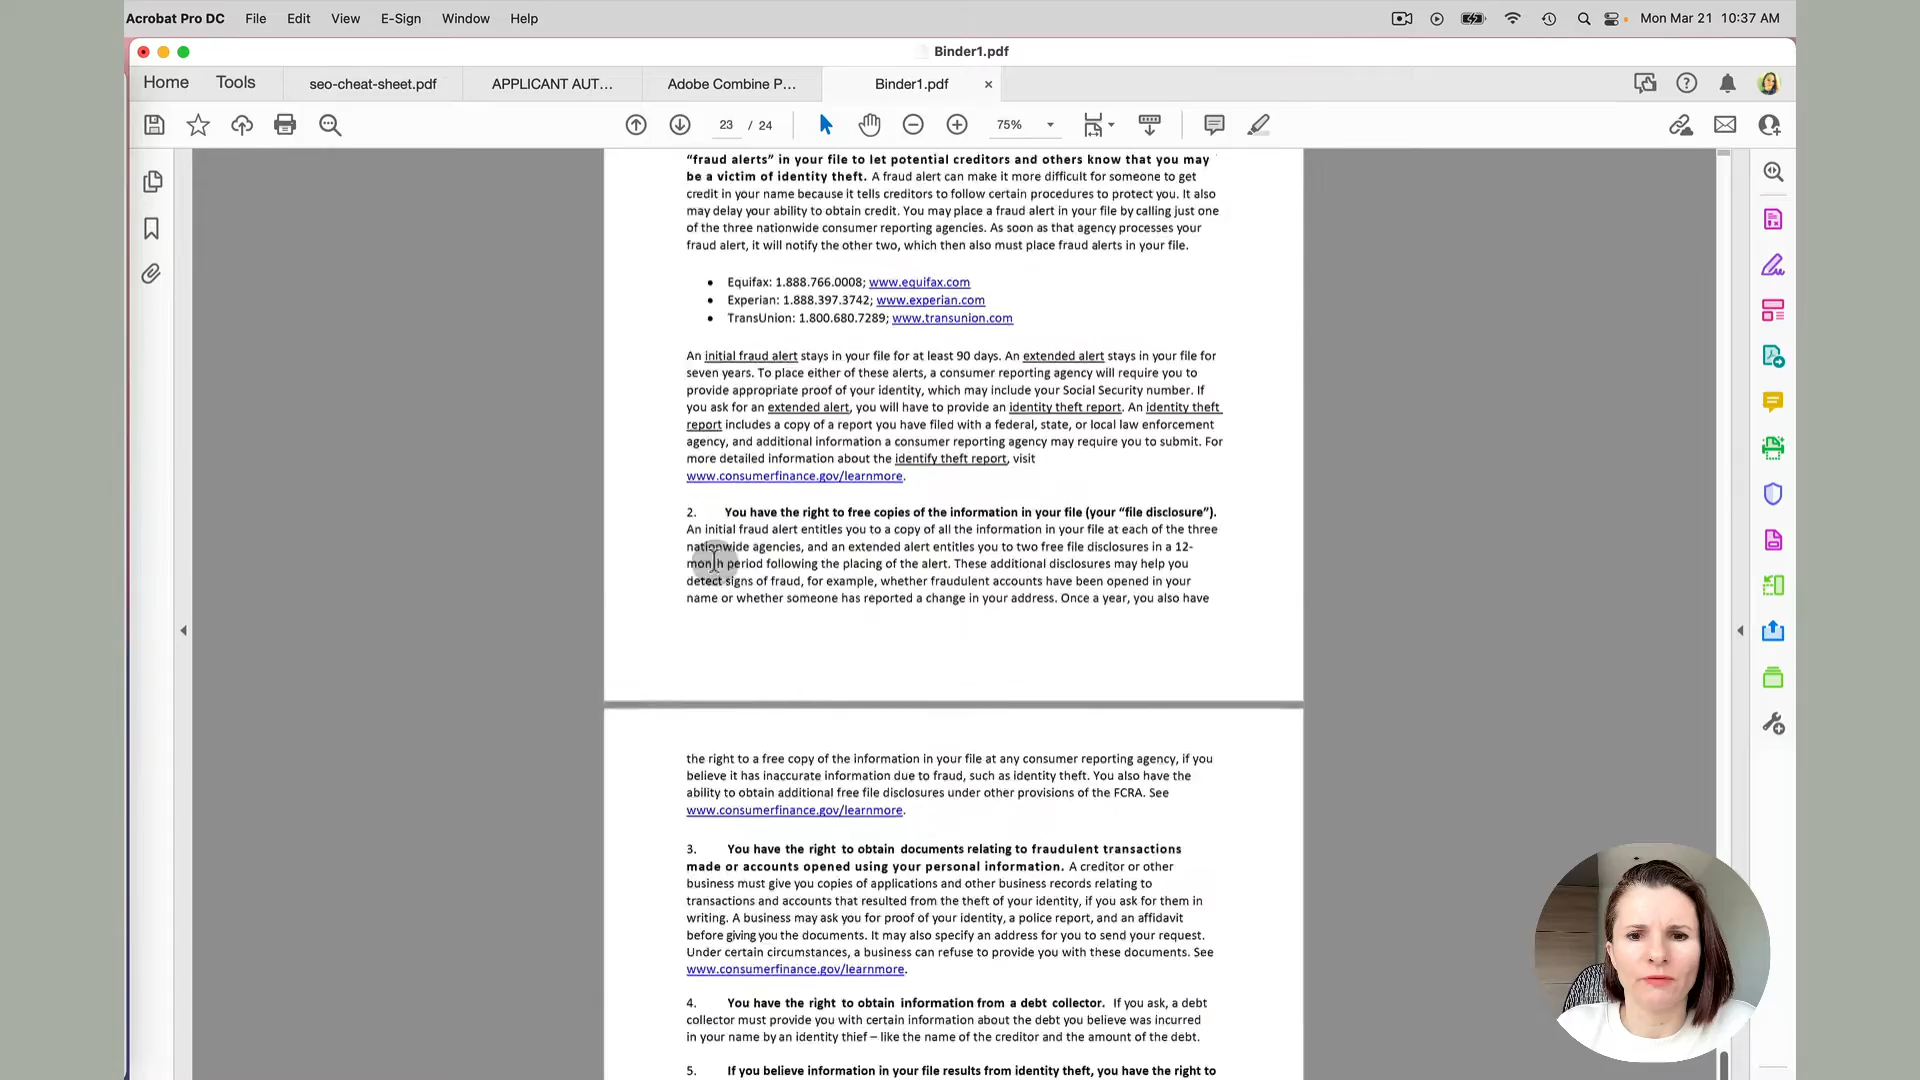 Acrobat Pro DC File Edit View E-Sign Window Help Mon Mar 21 10:37 AM
Binder1.pdf
Home Tools seo-cheat-sheet.pdf APPLICANT AUT... Adobe Combine P... Binder1.pdf
23 / 24 75%
“fraud alerts” in your file to let potential creditors and others know that you may
be a victim of identity theft. A fraud alert can make it more difficult for someone to get
credit in your name because it tells creditors to follow certain procedures to protect you. It also
may delay your ability to obtain credit. You may place a fraud alert in your file by calling just one
of the three nationwide consumer reporting agencies. As soon as that agency processes your
fraud alert, it will notify the other two, which then also must place fraud alerts in your file.
• Equifax: 1.888.766.0008; www.equifax.com
• Experian: 1.888.397.3742; www.experian.com
• TransUnion: 1.800.680.7289; www.transunion.com
An initial fraud alert stays in your file for at least 90 days. An extended alert stays in your file for
seven years. To place either of these alerts, a consumer reporting agency will require you to
provide appropriate proof of your identity, which may include your Social Security number. If
you ask for an extended alert, you will have to provide an identity theft report. An identity theft
report includes a copy of a report you have filed with a federal, state, or local law enforcement
agency, and additional information a consumer reporting agency may require you to submit. For
more detailed information about the identify theft report, visit
www.consumerfinance.gov/learnmore.
2. You have the right to free copies of the information in your file (your “file disclosure”).
An initial fraud alert entitles you to a copy of all the information in your file at each of the three
nationwide agencies, and an extended alert entitles you to two free file disclosures in a 12-
month period following the placing of the alert. These additional disclosures may help you
detect signs of fraud, for example, whether fraudulent accounts have been opened in your
name or whether someone has reported a change in your address. Once a year, you also have
the right to a free copy of the information in your file at any consumer reporting agency, if you
believe it has inaccurate information due to fraud, such as identity theft. You also have the
ability to obtain additional free file disclosures under other provisions of the FCRA. See
www.consumerfinance.gov/learnmore.
3. You have the right to obtain documents relating to fraudulent transactions
made or accounts opened using your personal information. A creditor or other
business must give you copies of applications and other business records relating to
transactions and accounts that resulted from the theft of your identity, if you ask for them in
writing. A business may ask you for proof of your identity, a police report, and an affidavit
before giving you the documents. It may also specify an address for you to send your request.
Under certain circumstances, a business can refuse to provide you with these documents. See
www.consumerfinance.gov/learnmore.
4. You have the right to obtain information from a debt collector. If you ask, a debt
collector must provide you with certain information about the debt you believe was incurred
in your name by an identity thief – like the name of the creditor and the amount of the debt.
5. If you believe information in your file results from identity theft, you have the right to